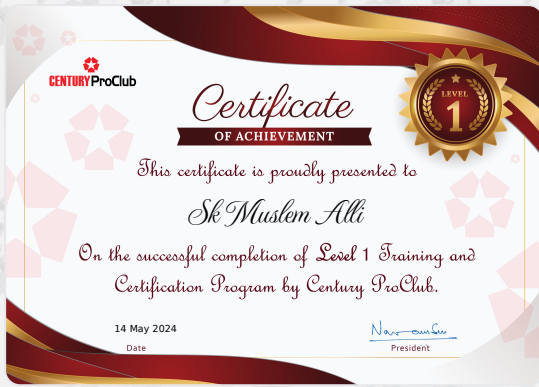 CENTURY ProClub
LEVEL
1
Certificate
OF ACHIEVEMENT
This certificate is proudly presented to
Sk Muslem Alli
On the successful completion of Level 1 Training and
Certification Program by Century ProClub.
14 May 2024
Date
President